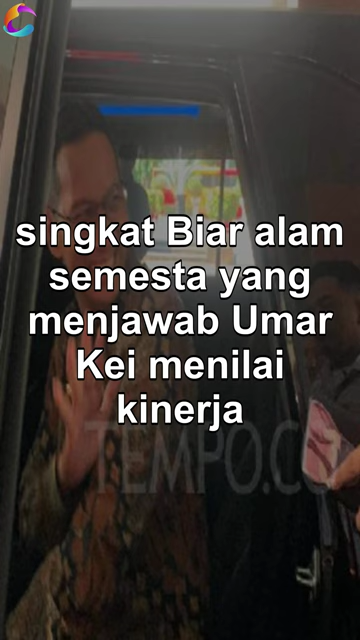 singkat Biar alam
semesta yang
menjawab Umar
Kei menilai
kinerja
TEMPO.CO